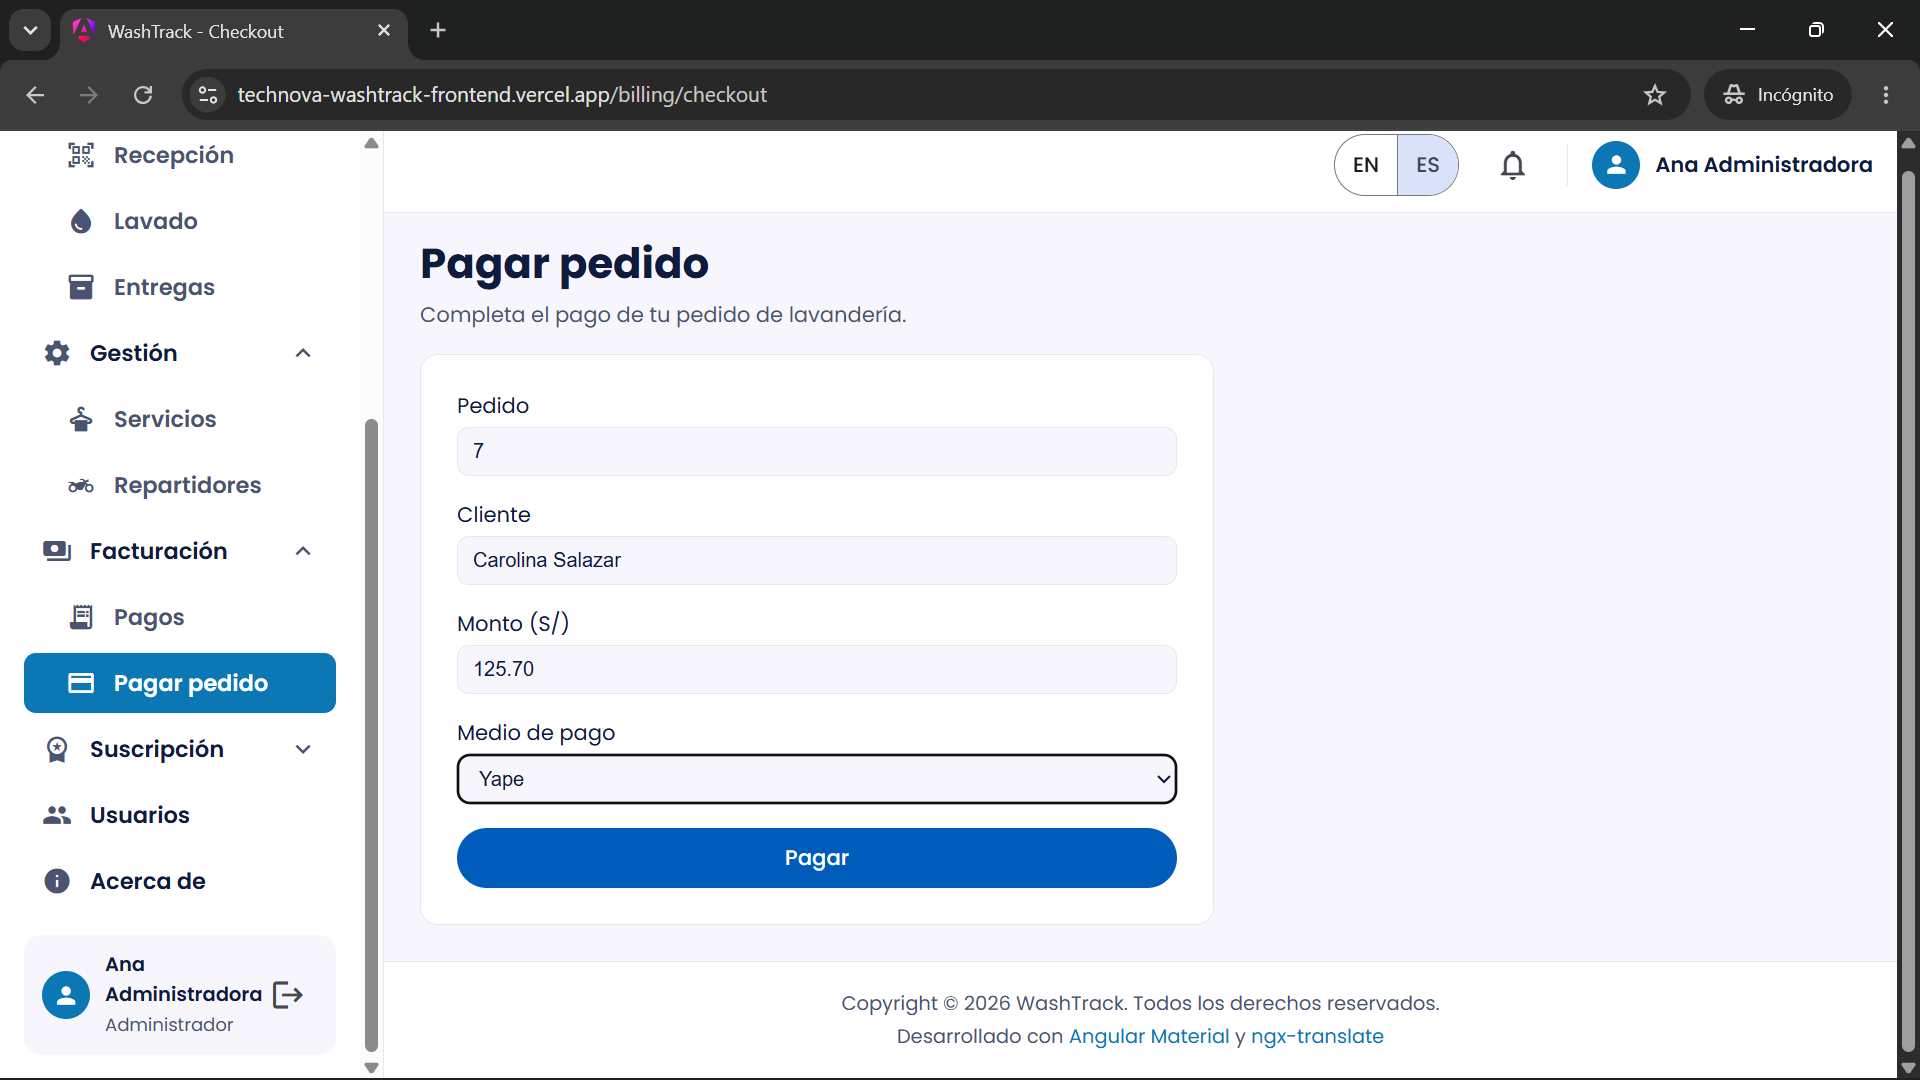 WashTrack - Checkout
technova-washtrack-frontend.vercel.app/billing/checkout
Incógnito
Recepción
Lavado
Entregas
Gestión
Servicios
Repartidores
Facturación
Pagos
Pagar pedido
Suscripción
Usuarios
Acerca de
Ana
Administradora
Administrador
EN
ES
Ana Administradora
Pagar pedido
Completa el pago de tu pedido de lavandería.
Pedido
7
Cliente
Carolina Salazar
Monto (S/)
125.70
Medio de pago
Yape
Pagar
Copyright © 2026 WashTrack. Todos los derechos reservados.
Desarrollado con Angular Material y ngx-translate